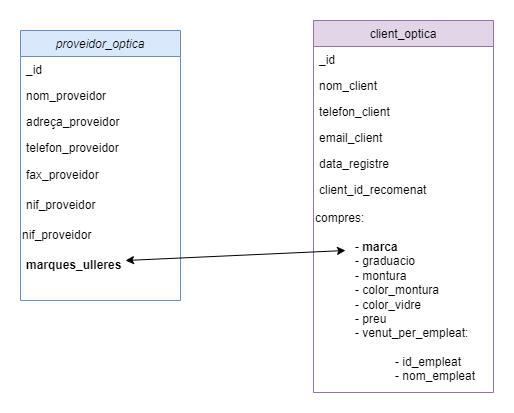 proveidor_optica
_id
nom_proveidor
adreça_proveidor
telefon_proveidor
fax_proveidor
nif_proveidor
nif_proveidor
marques_ulleres
client_optica
_id
nom_client
telefon_client
email_client
data_registre
client_id_recomenat
compres:
- marca
- graduacio
- montura
- color_montura
- color_vidre
- preu
- venut_per_empleat:
- id_empleat
- nom_empleat